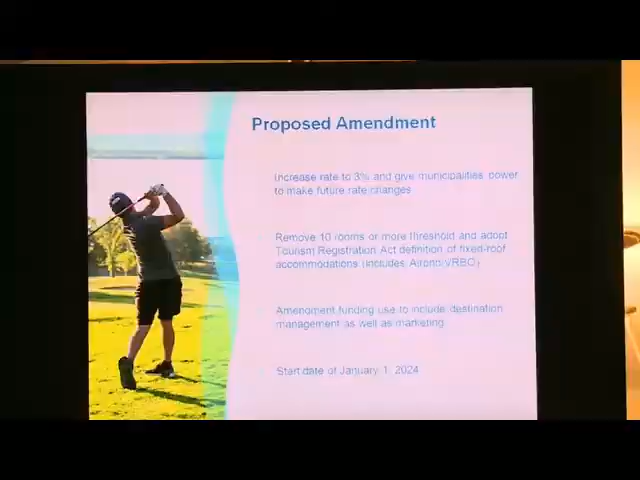 Proposed Amendment
Increase rate to 3% and give municipalities power
to make future rate changes
Remove 10 rooms or more threshold and adopt
Tourism Registration Act definition of fixed-roof
accommodations (includes Airbnb/VRBO)
Amendment funding use to include destination
management as well as marketing
Start date of January 1, 2024